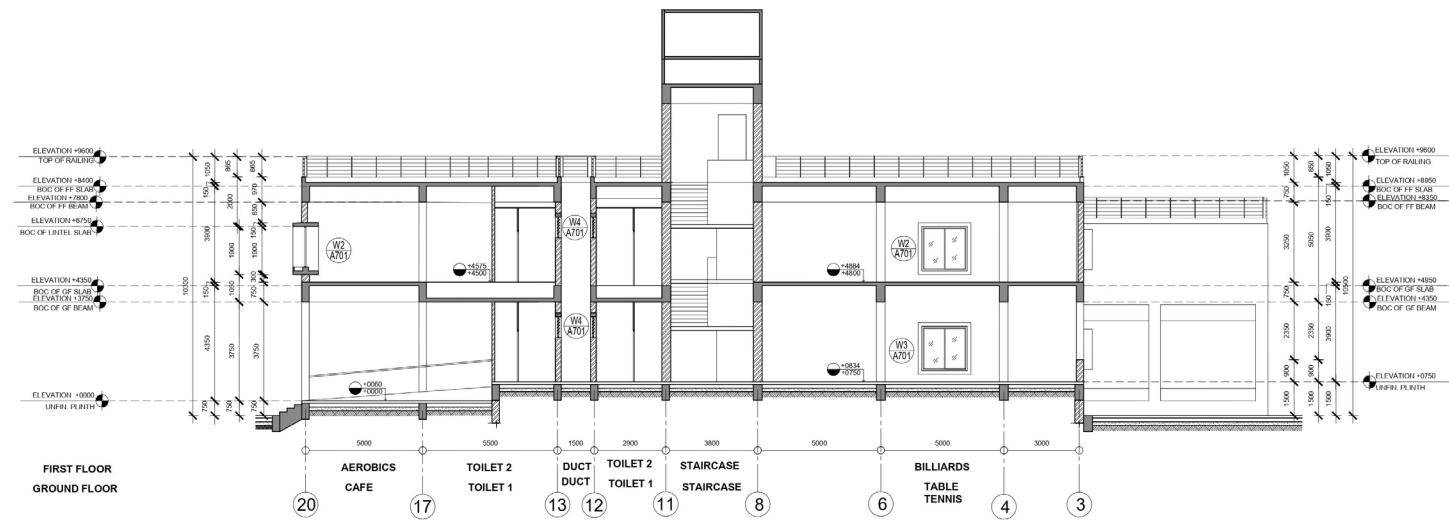 ELEVATION +9600
TOP OF RAILING
ELEVATION +8400
BOC OF FF SLAB
ELEVATION +7800
BOC OF FF BEAM
ELEVATION +6750
BOC OF LINTEL SLAB
ELEVATION +4350
BOC OF GF SLAB
ELEVATION +3750
BOC OF GF BEAM
ELEVATION +0000
UNFIN. PLINTH
10300
1050
150
3900
150
4350
750
865
2000
1900
1050
3750
750
865
970
850
150
1900
300
750
3750
750
W2
A701
W4
A701
W4
A701
W2
A701
W3
A701
+4575
+4500
+4884
+4800
+0060
+0000
+0834
+0750
1050
750
3250
750
2350
900
1500
850
5050
2350
900
1500
1050
150
3900
150
3900
1500
10500
ELEVATION +9600
TOP OF RAILING
ELEVATION +8950
BOC OF FF SLAB
ELEVATION +8350
BOC OF FF BEAM
ELEVATION +4950
BOC OF GF SLAB
ELEVATION +4350
BOC OF GF BEAM
ELEVATION +0750
UNFIN. PLINTH
5000
5500
1500
2900
3800
5000
5000
3000
FIRST FLOOR
GROUND FLOOR
AEROBICS
CAFE
TOILET 2
TOILET 1
DUCT
DUCT
TOILET 2
TOILET 1
STAIRCASE
STAIRCASE
BILLIARDS
TABLE
TENNIS
20
17
13
12
11
8
6
4
3